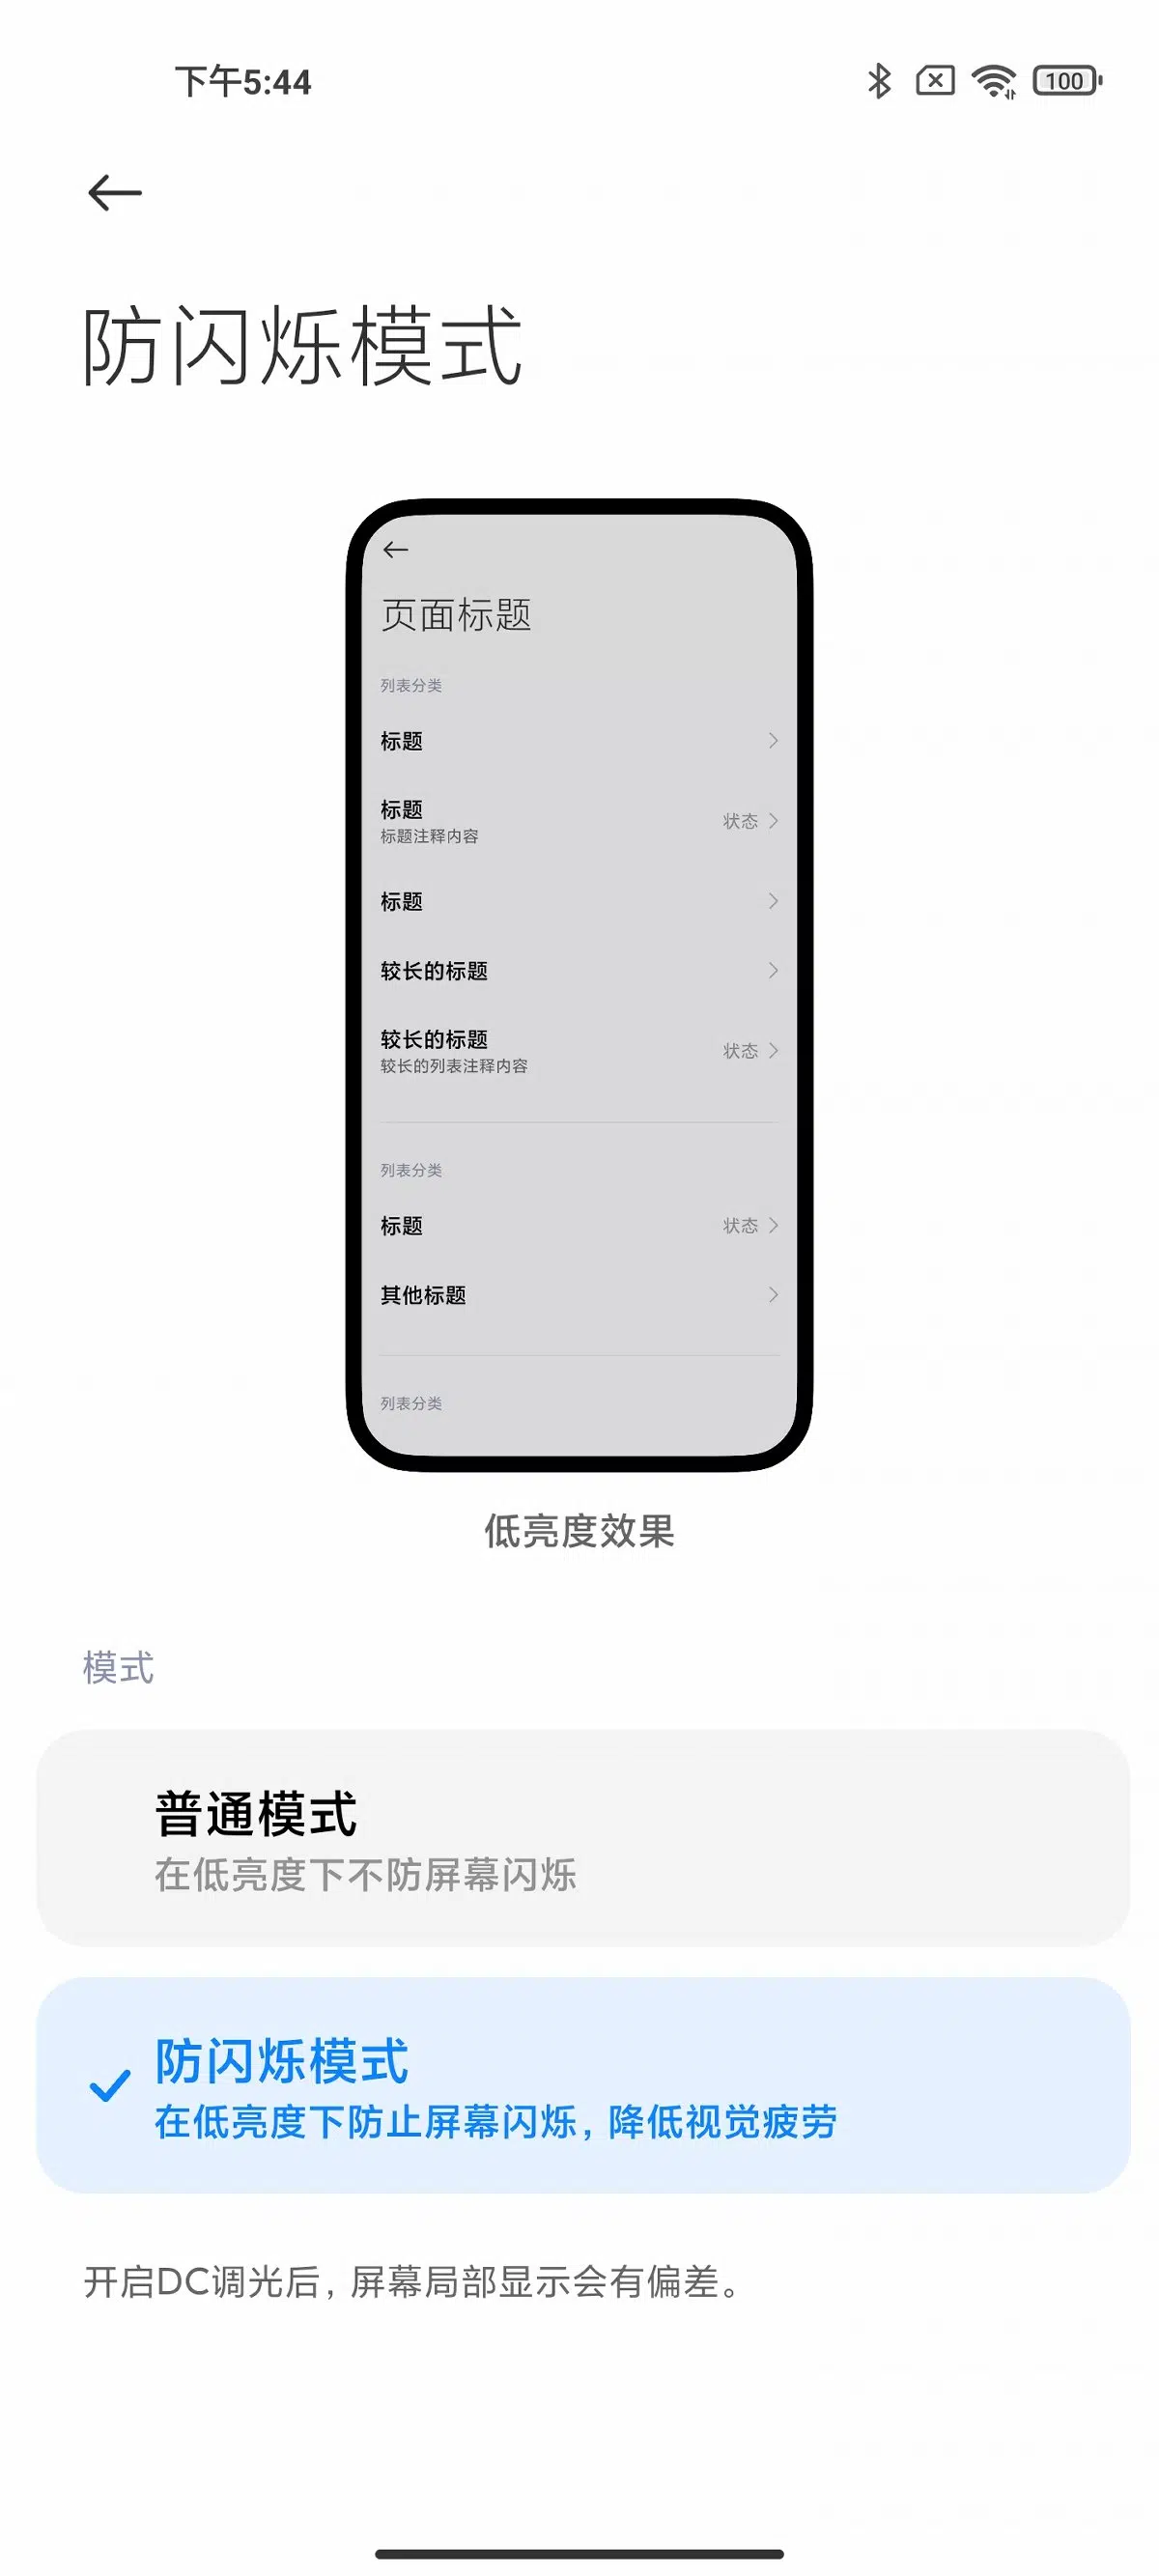 下午5:44
100
防闪烁模式
页面标题
列表分类
标题
标题
标题注释内容
状态
标题
较长的标题
较长的标题
较长的列表注释内容
状态
列表分类
标题
状态
其他标题
列表分类
低亮度效果
模式
普通模式
在低亮度下不防屏幕闪烁
防闪烁模式
在低亮度下防止屏幕闪烁，降低视觉疲劳
开启DC调光后，屏幕局部显示会有偏差。